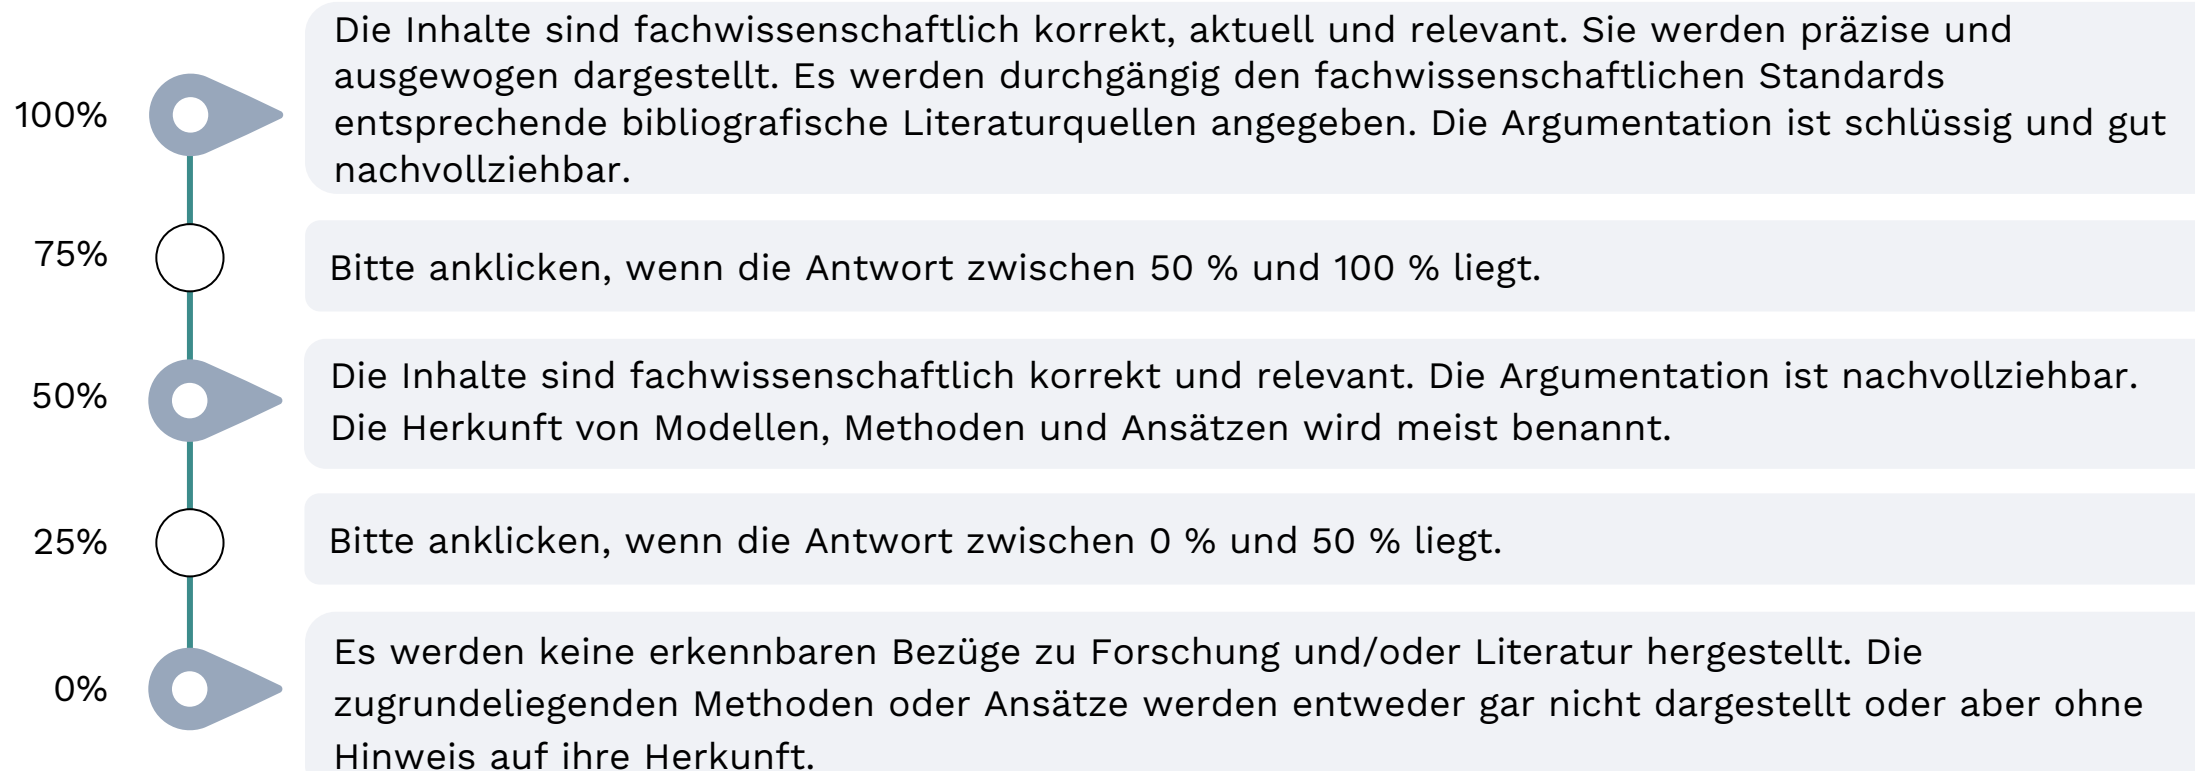 Die Inhalte sind fachwissenschaftlich korrekt, aktuell und relevant. Sie werden präzise und
ausgewogen dargestellt. Es werden durchgängig den fachwissenschaftlichen Standards
100%
entsprechende bibliografische Literaturquellen angegeben. Die Argumentation ist schlüssig und gut
nachvollziehbar.
75%
Bitte anklicken, wenn die Antwort zwischen 50 % und 100 % liegt.
50%
Die Inhalte sind fachwissenschaftlich korrekt und relevant. Die Argumentation ist nachvollziehbar.
Die Herkunft von Modellen, Methoden und Ansätzen wird meist benannt.
25%
Bitte anklicken, wenn die Antwort zwischen 0 % und 50 % liegt.
Es werden keine erkennbaren Bezüge zu Forschung und/oder Literatur hergestellt. Die
0%
zugrundeliegenden Methoden oder Ansätze werden entweder gar nicht dargestellt oder aber ohne
Hinweis auf ihre Herkunft.